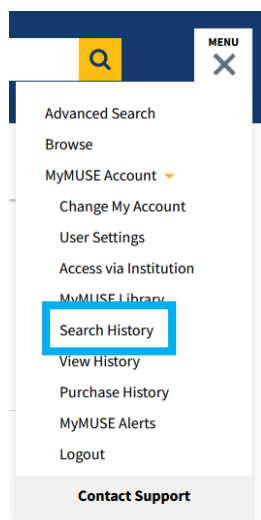 MENU
Advanced Search
Browse
MyMUSE Account
Change My Account
User Settings
Access via Institution
MyMUSE Library
Search History
View History
Purchase History
MyMUSE Alerts
Logout
Contact Support